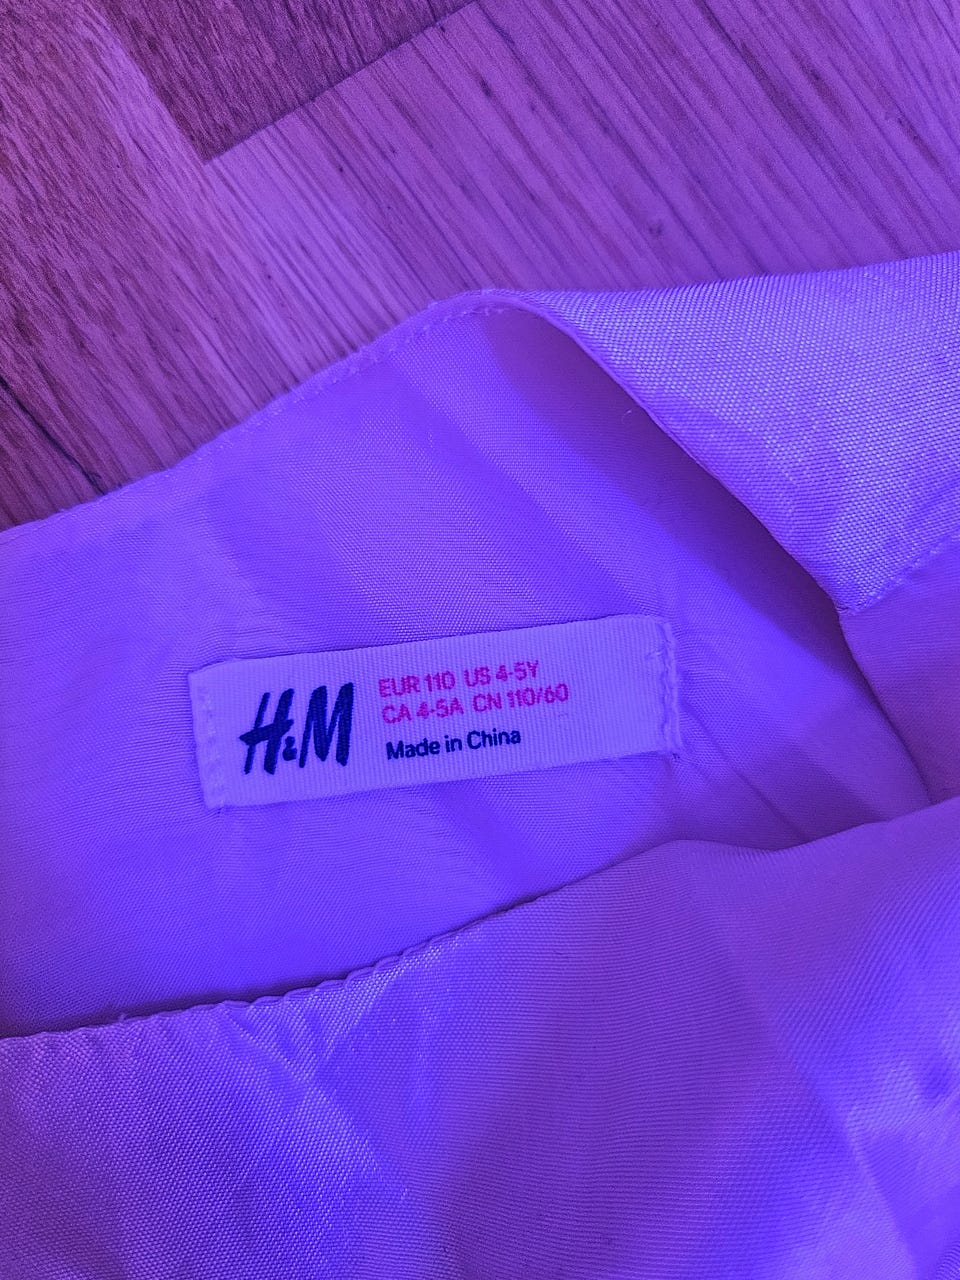 H&M
EUR 110 US 4-5Y
CA 4-5A CN 110/60
Made in China